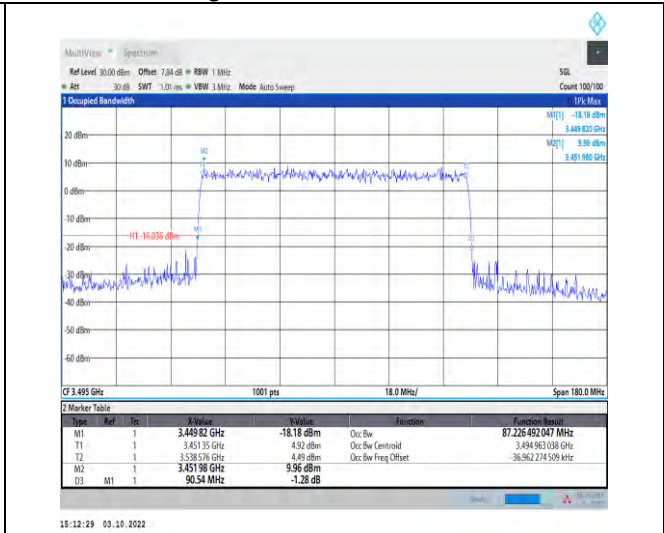 MultiView Spectrum
Ref Level 30.00 dBm Offset 7.84 dB RBW 1 MHz SGL
Att 30 dB SWT 1.01 ms VBW 3 MHz Mode Auto Sweep Count 100/100
1 Occupied Bandwidth 1Pk Max
M1[1] -18.18 dBm
3.449 820 GHz
M2[1] 9.98 dBm
3.451 980 GHz
20 dBm
M2
10 dBm
0 dBm
-10 dBm
H1 -16.036 dBm M1
-20 dBm
-30 dBm
-40 dBm
-50 dBm
-60 dBm
CF 3.495 GHz 1001 pts 18.0 MHz/ Span 180.0 MHz
2 Marker Table
Type Ref Trc X-Value Y-Value Function Function Result
M1 1 3.449 82 GHz -18.18 dBm Occ Bw 87.226 492 047 MHz
T1 1 3.451 35 GHz 4.92 dBm Occ Bw Centroid 3.494 963 038 GHz
T2 1 3.538 576 GHz 4.49 dBm Occ Bw Freq Offset -36.962 274 509 kHz
M2 1 3.451 98 GHz 9.96 dBm
D3 M1 1 90.54 MHz -1.28 dB
15:12:29 03.10.2022